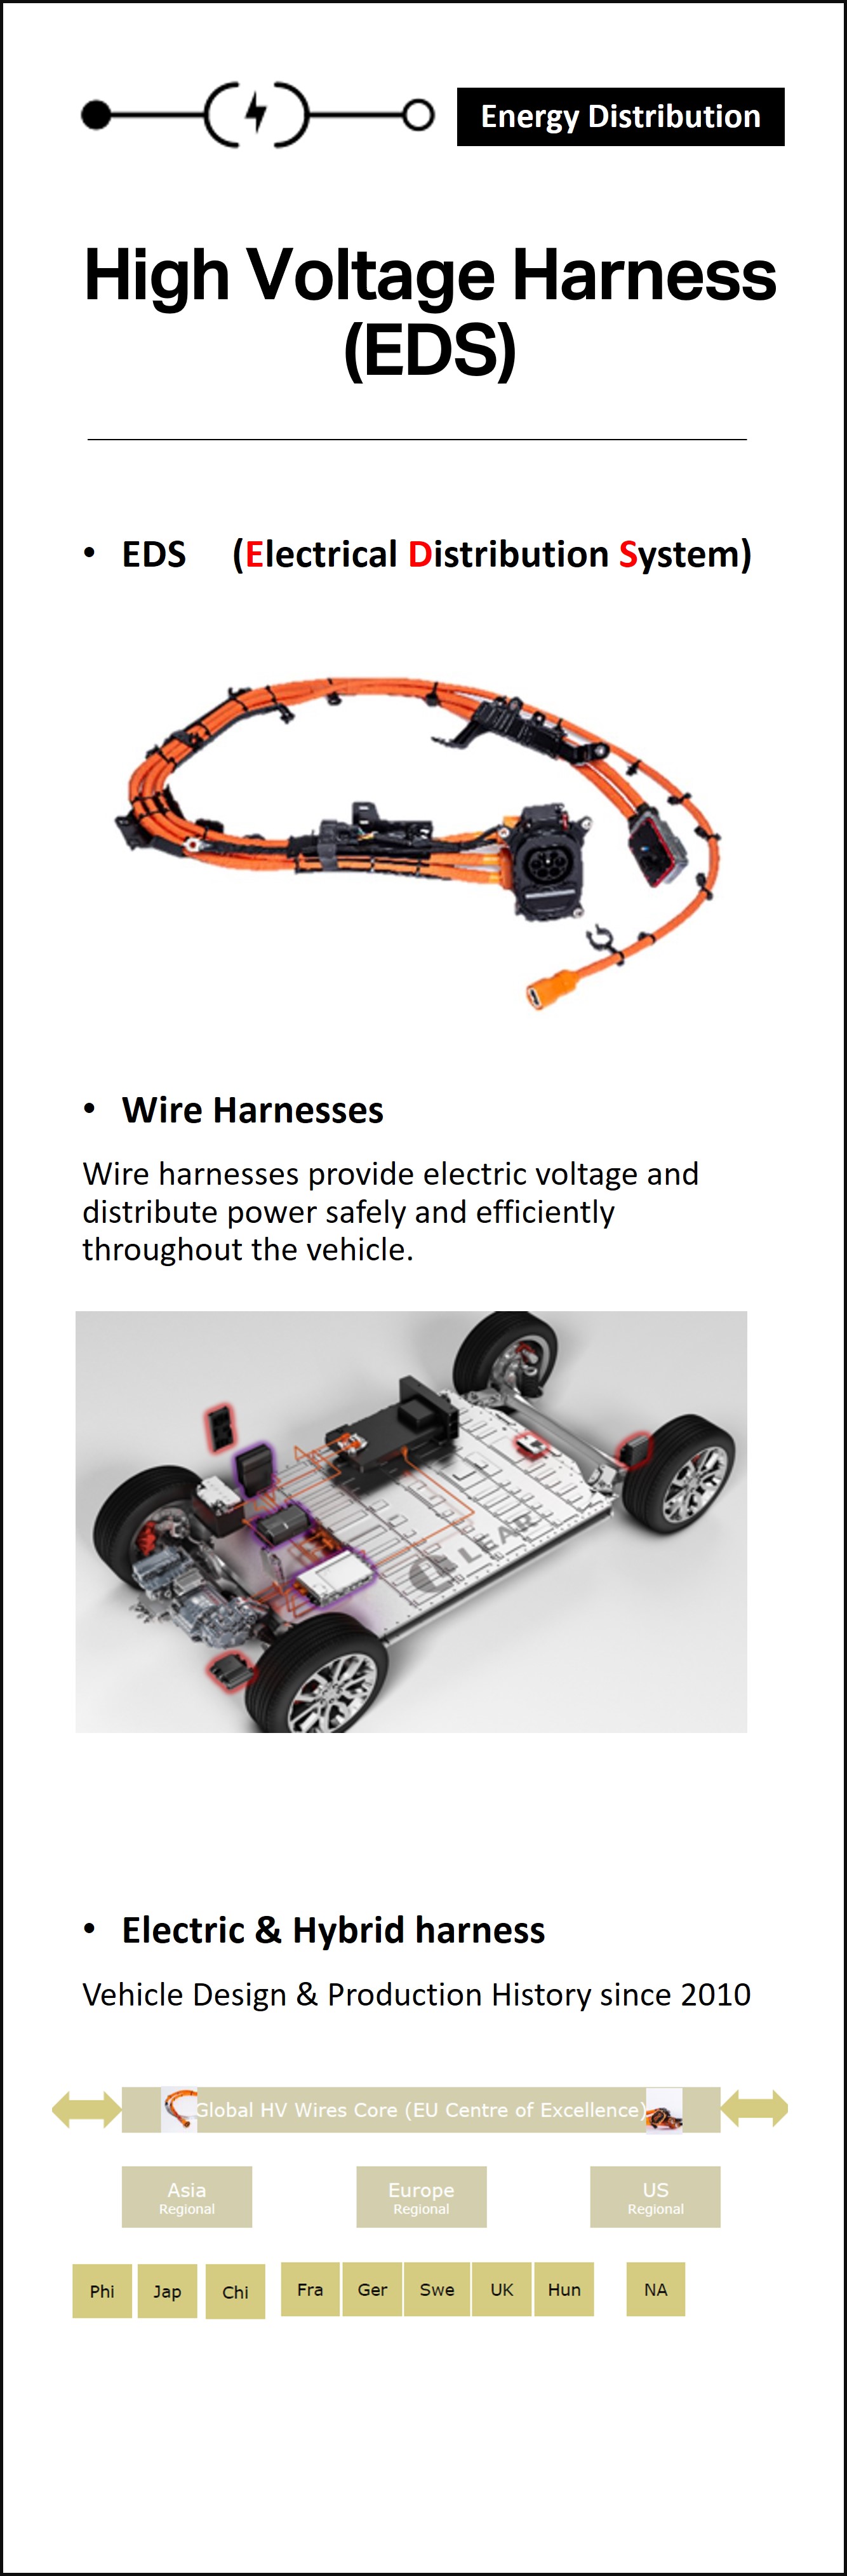 Energy Distribution
High Voltage Harness
(EDS)
• EDS (Electrical Distribution System)
• Wire Harnesses
Wire harnesses provide electric voltage and
distribute power safely and efficiently
throughout the vehicle.
LEAR
• Electric & Hybrid harness
Vehicle Design & Production History since 2010
Global HV Wires Core (EU Centre of Excellence)
Asia
Regional
Europe
Regional
US
Regional
Phi
Jap
Chi
Fra
Ger
Swe
UK
Hun
NA